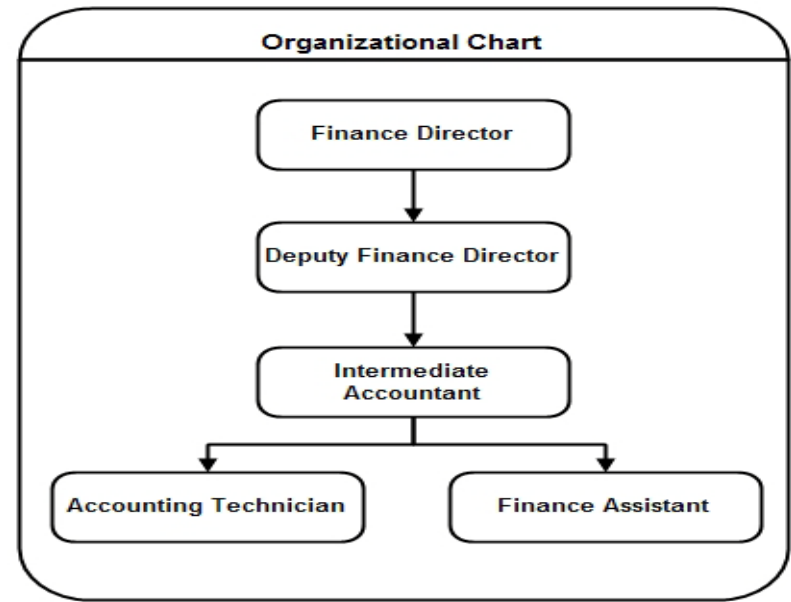 Organizational Chart
Finance Director
Deputy Finance Director
Intermediate
Accountant
Accounting Technician
Finance Assistant